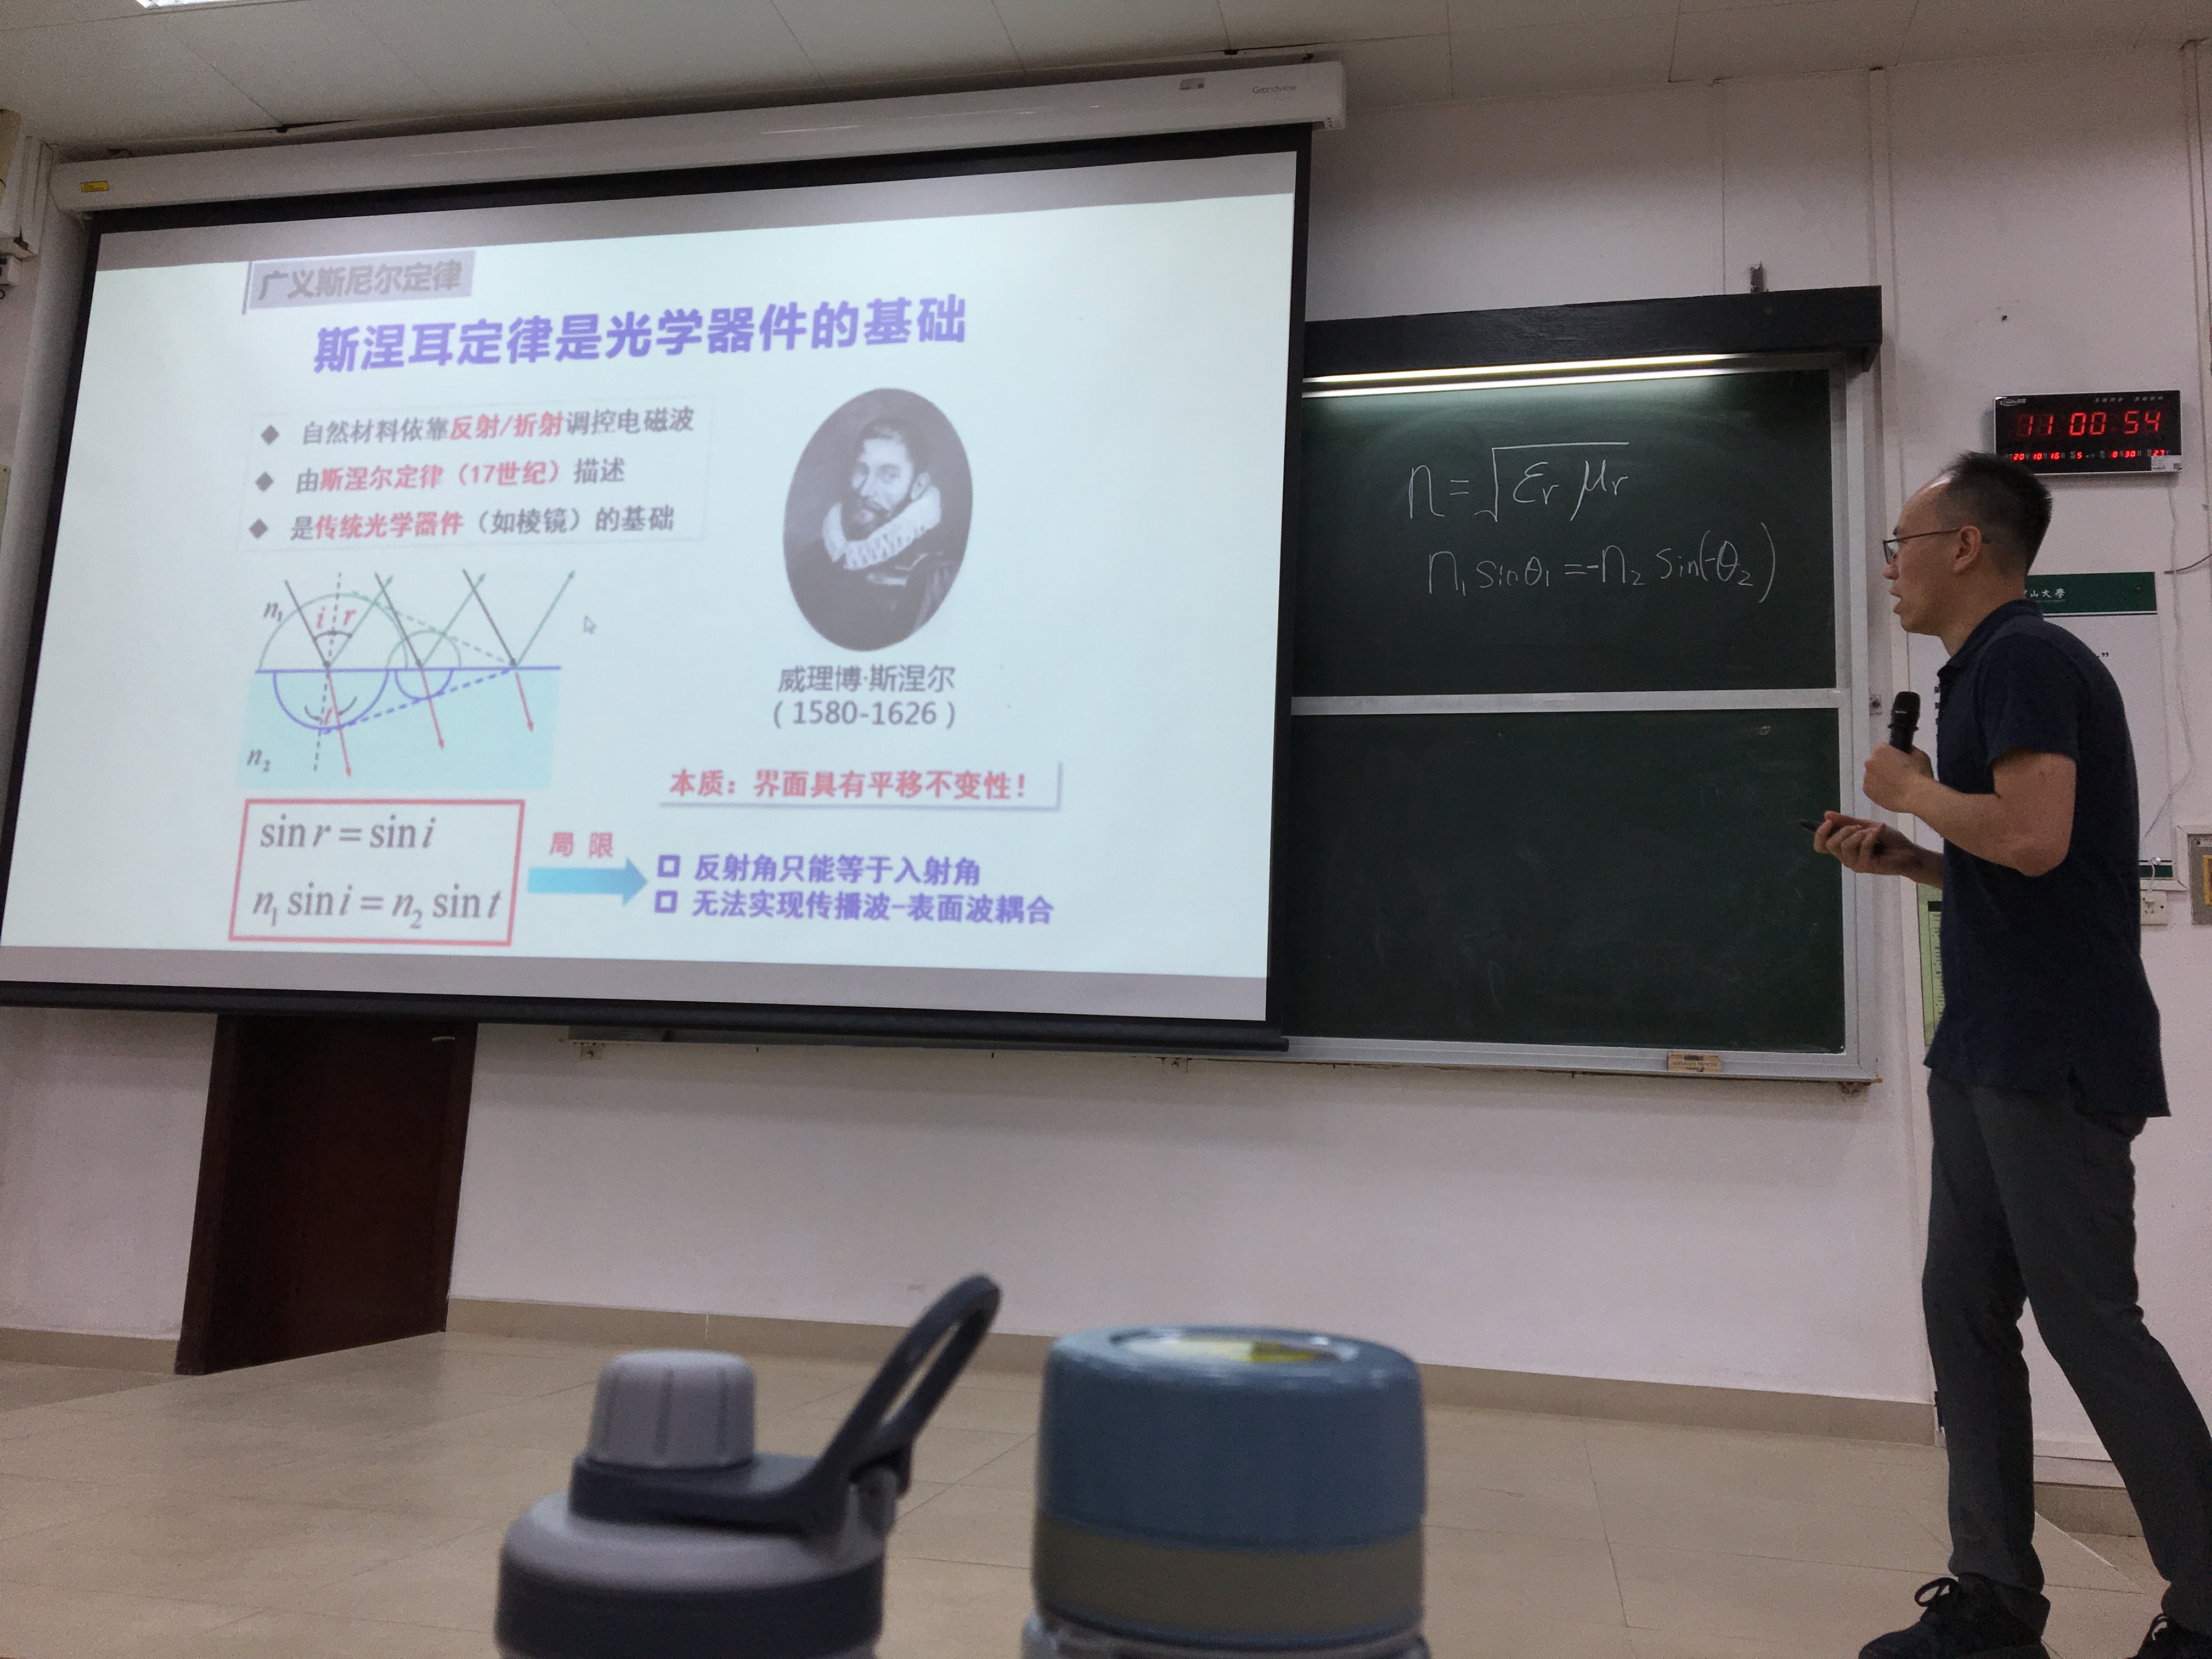 Grandview
广义斯尼尔定律
斯涅耳定律是光学器件的基础
◆ 自然材料依靠反射/折射调控电磁波
◆ 由斯涅尔定律（17世纪）描述
◆ 是传统光学器件（如棱镜）的基础
n₁
i r
t
n₂
威理博·斯涅尔
(1580-1626)
本质：界面具有平移不变性！
sin r = sin i
n₁ sin i = n₂ sin t
局 限
反射角只能等于入射角
无法实现传播波-表面波耦合
n = √(εᵣ μᵣ)
n₁ sinθ₁ = -n₂ sin(-θ₂)
11 00 54
山大學